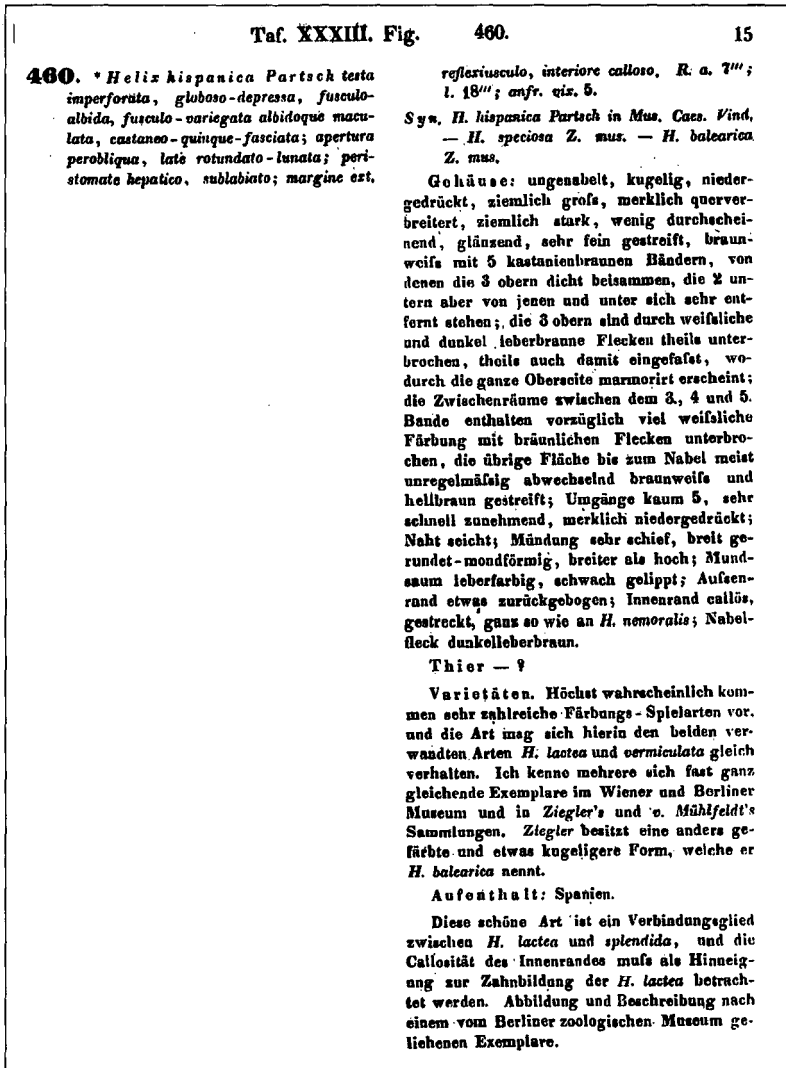 Taf. XXXIII. Fig. 460. 15
460. * Helix hispanica Partsch testa
imperforata, globoso-depressa, fusculo-
albida, fusculo-variegata albidoque macu-
lata, castaneo-quinque-fasciata; apertura
perobliqua, late rotundato-lunata; peri-
stomate hepatico, sublabiato; margine ext.
reflexiusculo, interiore calloso. R. a. 7‴;
l. 18‴; anfr. vix. 5.
Syn. H. hispanica Partsch in Mus. Caes. Vind.
— H. speciosa Z. mus. — H. balearica
Z. mus.
Gehäuse: ungenabelt, kugelig, nieder-
gedrückt, ziemlich groſs, merklich querver-
breitert, ziemlich stark, wenig durchschei-
nend, glänzend, sehr fein gestreift, braun-
weiſs mit 5 kastanienbraunen Bändern, von
denen die 3 obern dicht beisammen, die 2 un-
tern aber von jenen und unter sich sehr ent-
fernt stehen; die 3 obern sind durch weiſsliche
und dunkel leberbraune Flecken theils unter-
brochen, theils auch damit eingefaſst, wo-
durch die ganze Oberseite marmorirt erscheint;
die Zwischenräume zwischen dem 3., 4 und 5.
Bande enthalten vorzüglich viel weiſsliche
Färbung mit bräunlichen Flecken unterbro-
chen, die übrige Fläche bis zum Nabel meist
unregelmäſsig abwechselnd braunweiſs und
hellbraun gestreift; Umgänge kaum 5, sehr
schnell zunehmend, merklich niedergedrückt;
Naht seicht; Mündung sehr schief, breit ge-
rundet-mondförmig, breiter als hoch; Mund-
saum leberfarbig, schwach gelippt; Auſsen-
rand etwas zurückgebogen; Innenrand callös,
gestreckt, ganz so wie an H. nemoralis; Nabel-
fleck dunkelleberbraun.
Thier — ?
Varietäten. Höchst wahrscheinlich kom-
men sehr zahlreiche Färbungs-Spielarten vor,
und die Art mag sich hierin den beiden ver-
wandten Arten H. lactea und vermiculata gleich
verhalten. Ich kenne mehrere sich fast ganz
gleichende Exemplare im Wiener und Berliner
Museum und in Ziegler's und v. Mühlfeldt's
Sammlungen. Ziegler besitzt eine anders ge-
färbte und etwas kugeligere Form, welche er
H. balearica nennt.
Aufenthalt: Spanien.
Diese schöne Art ist ein Verbindungsglied
zwischen H. lactea und splendida, und die
Callosität des Innenrandes muſs als Hinneig-
ung zur Zahnbildung der H. lactea betrach-
tet werden. Abbildung und Beschreibung nach
einem vom Berliner zoologischen Museum ge-
liehenen Exemplare.